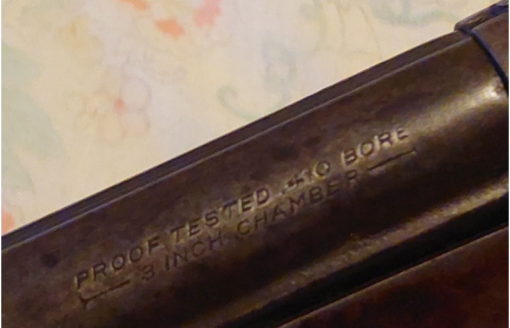 PROOF TESTED .410 BORE
— 3 INCH CHAMBER —